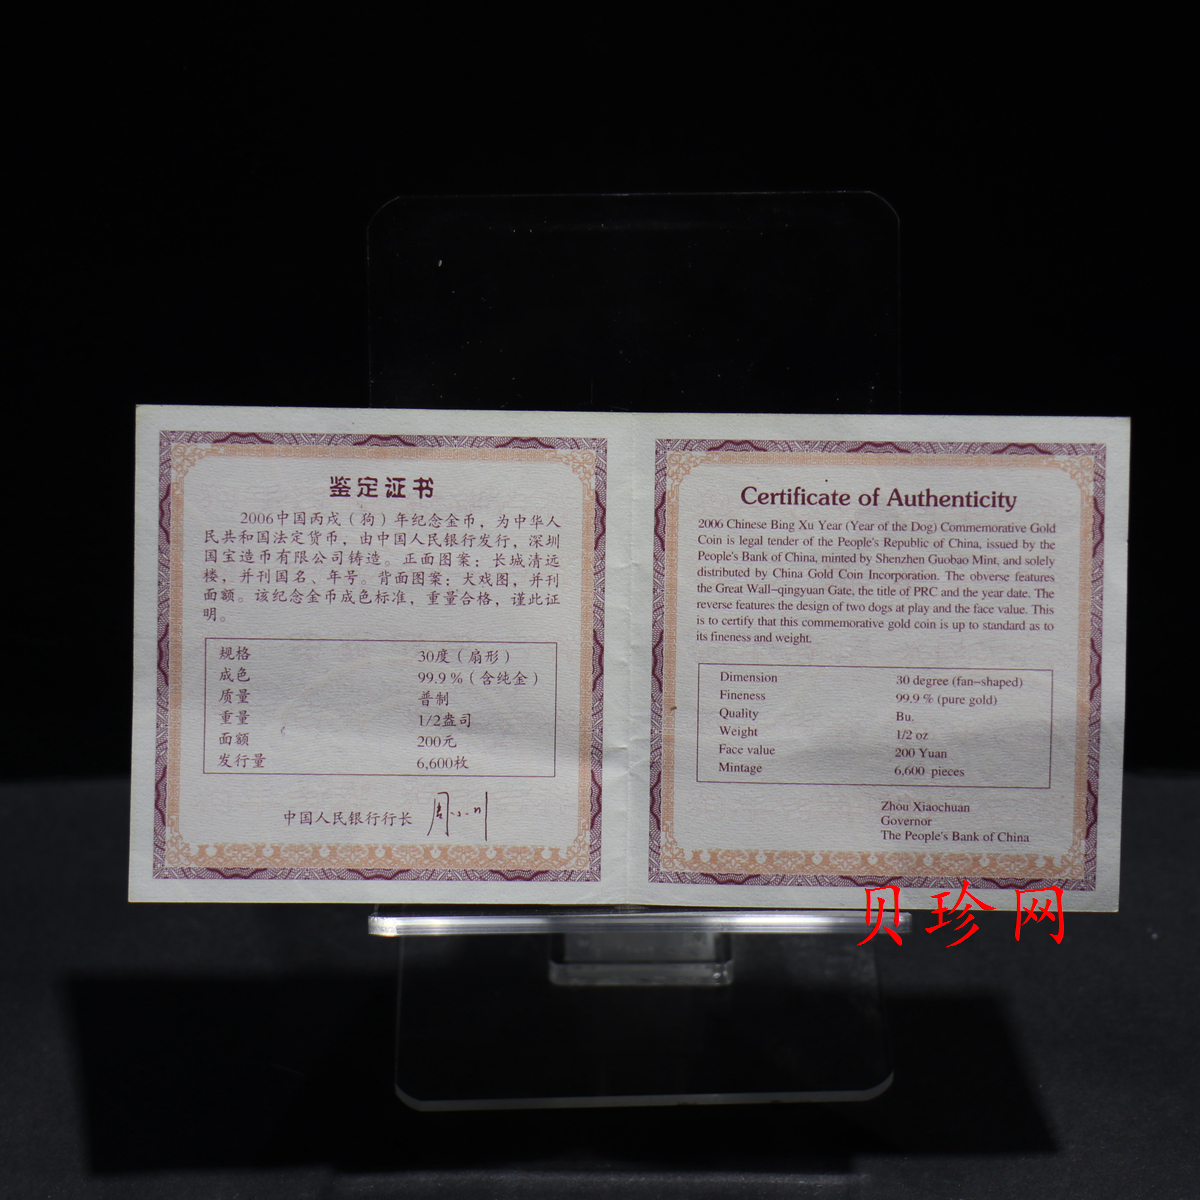 鉴定证书
2006中国丙戌(狗)年纪念金币，为中华人
民共和国法定货币，由中国人民银行发行，深圳
国宝造币有限公司铸造。正面图案：长城清远
楼，并刊国名、年号。背面图案：犬戏图，并刊
面额。该纪念金币成色标准，重量合格，谨此证
明。
规格 30度(扇形)
成色 99.9%(含纯金)
质量 普制
重量 1/2盎司
面额 200元
发行量 6,600枚
中国人民银行行长 周小川
Certificate of Authenticity
2006 Chinese Bing Xu Year (Year of the Dog) Commemorative Gold
Coin is legal tender of the People's Republic of China, issued by the
People's Bank of China, minted by Shenzhen Guobao Mint, and solely
distributed by China Gold Coin Incorporation. The obverse features
the Great Wall-qingyuan Gate, the title of PRC and the year date. The
reverse features the design of two dogs at play and the face value. This
is to certify that this commemorative gold coin is up to standard as to
its fineness and weight.
Dimension 30 degree (fan-shaped)
Fineness 99.9 % (pure gold)
Quality Bu.
Weight 1/2 oz
Face value 200 Yuan
Mintage 6,600 pieces
Zhou Xiaochuan
Governor
The People's Bank of China
贝珍网